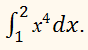 ∫₁² x⁴ dx.